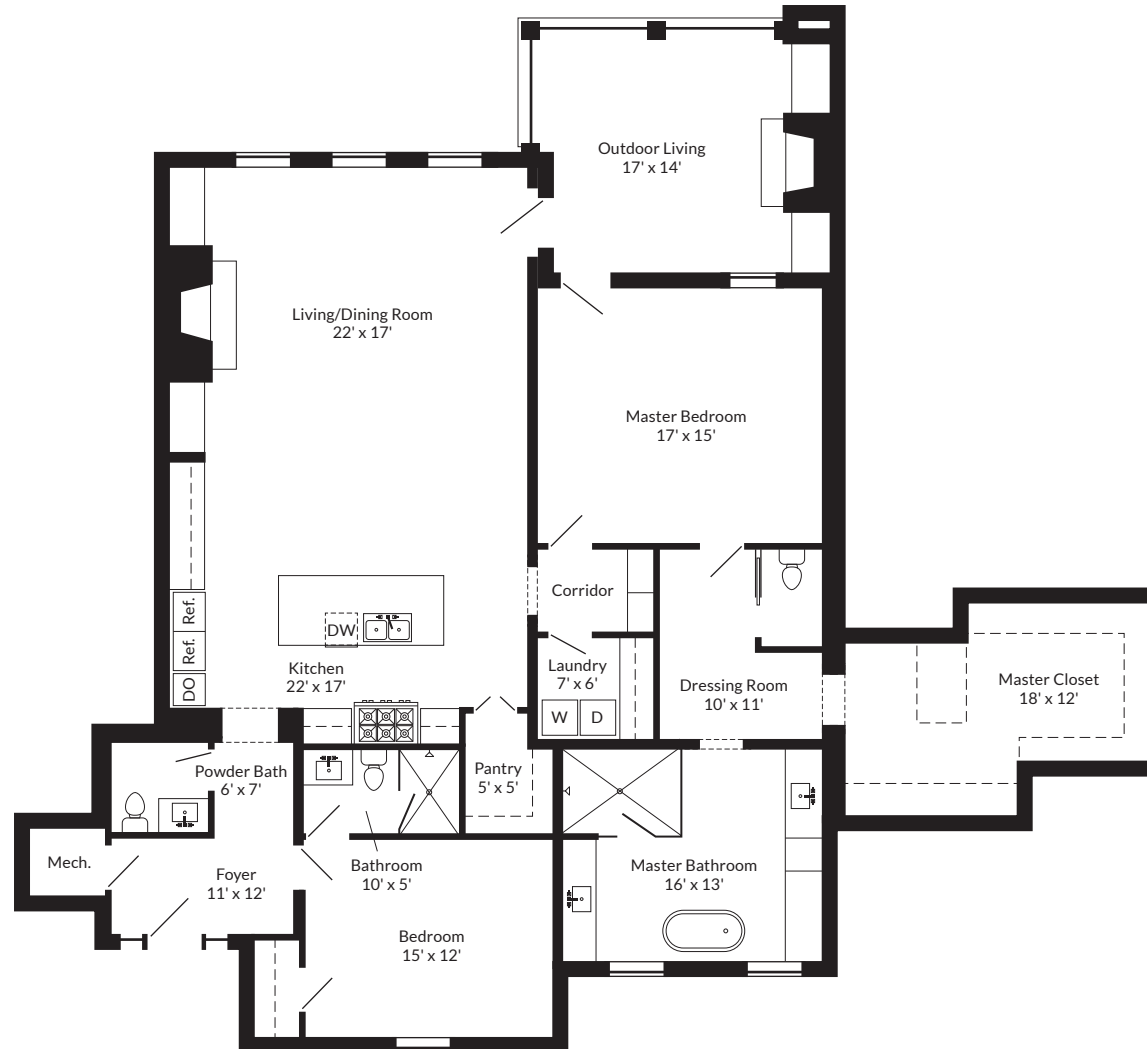 Outdoor Living
17' x 14'
Living/Dining Room
22' x 17'
Master Bedroom
17' x 15'
Corridor
Ref.
Ref.
DO
DW
Kitchen
22' x 17'
Laundry
7' x 6'
W
D
Dressing Room
10' x 11'
Master Closet
18' x 12'
Powder Bath
6' x 7'
Pantry
5' x 5'
Mech.
Foyer
11' x 12'
Bathroom
10' x 5'
Master Bathroom
16' x 13'
Bedroom
15' x 12'